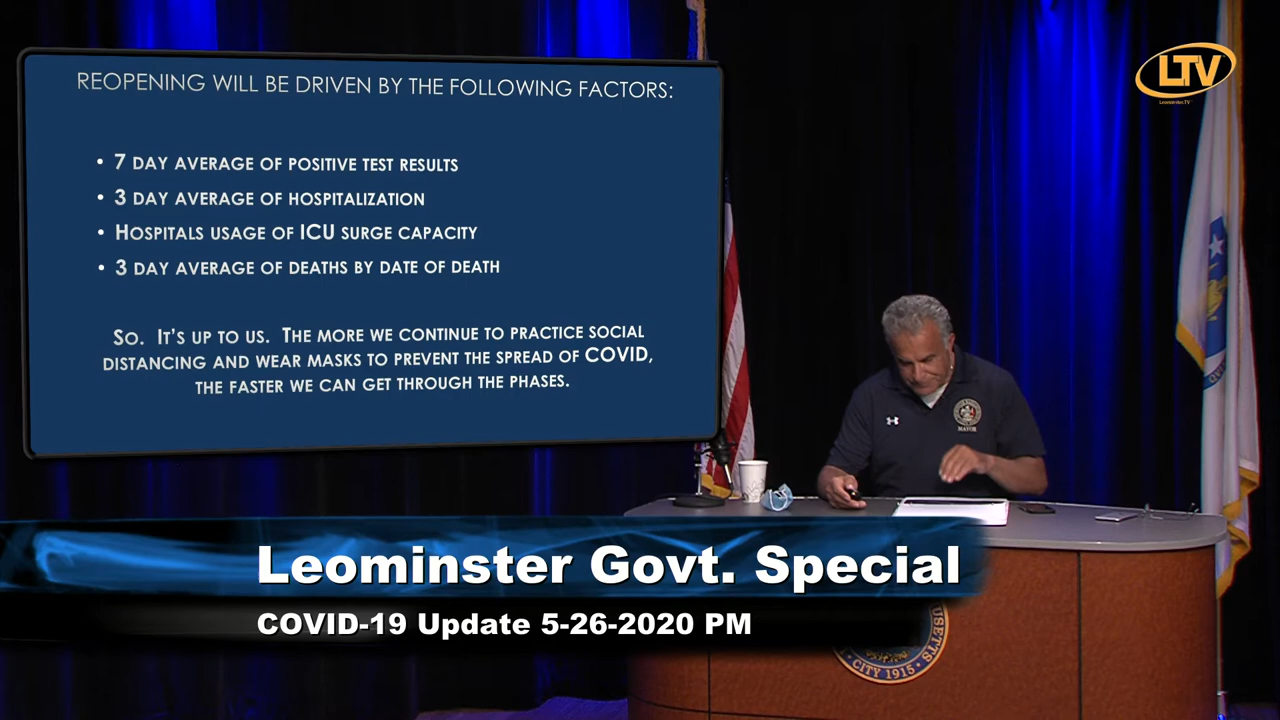 REOPENING WILL BE DRIVEN BY THE FOLLOWING FACTORS:
• 7 DAY AVERAGE OF POSITIVE TEST RESULTS
• 3 DAY AVERAGE OF HOSPITALIZATION
• HOSPITALS USAGE OF ICU SURGE CAPACITY
• 3 DAY AVERAGE OF DEATHS BY DATE OF DEATH
SO. IT'S UP TO US. THE MORE WE CONTINUE TO PRACTICE SOCIAL
DISTANCING AND WEAR MASKS TO PREVENT THE SPREAD OF COVID,
THE FASTER WE CAN GET THROUGH THE PHASES.
LTV
Leominster.TV
MAYOR
Leominster Govt. Special
COVID-19 Update 5-26-2020 PM
CITY 1915